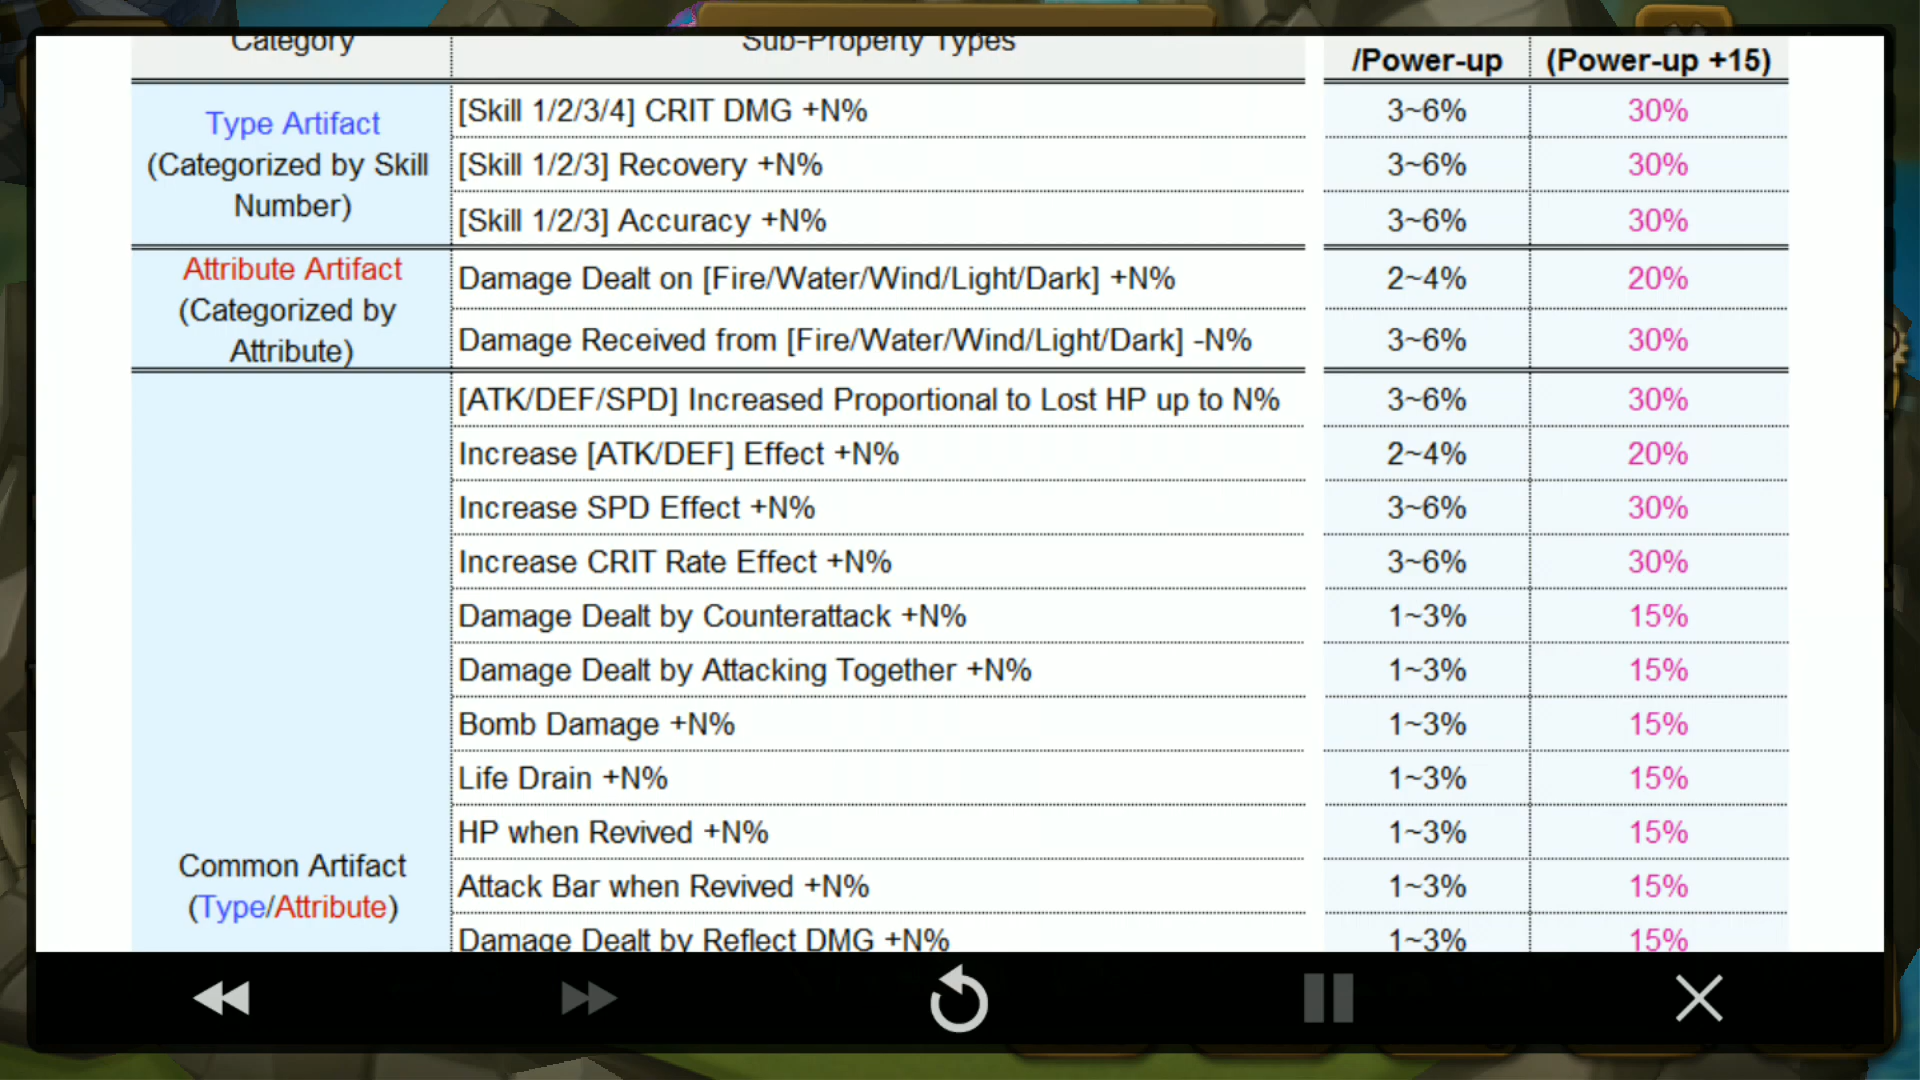 Category Sub-Property Types /Power-up (Power-up +15)
Type Artifact
(Categorized by Skill
Number)
[Skill 1/2/3/4] CRIT DMG +N% 3~6% 30%
[Skill 1/2/3] Recovery +N% 3~6% 30%
[Skill 1/2/3] Accuracy +N% 3~6% 30%
Attribute Artifact
(Categorized by
Attribute)
Damage Dealt on [Fire/Water/Wind/Light/Dark] +N% 2~4% 20%
Damage Received from [Fire/Water/Wind/Light/Dark] -N% 3~6% 30%
Common Artifact
(Type/Attribute)
[ATK/DEF/SPD] Increased Proportional to Lost HP up to N% 3~6% 30%
Increase [ATK/DEF] Effect +N% 2~4% 20%
Increase SPD Effect +N% 3~6% 30%
Increase CRIT Rate Effect +N% 3~6% 30%
Damage Dealt by Counterattack +N% 1~3% 15%
Damage Dealt by Attacking Together +N% 1~3% 15%
Bomb Damage +N% 1~3% 15%
Life Drain +N% 1~3% 15%
HP when Revived +N% 1~3% 15%
Attack Bar when Revived +N% 1~3% 15%
Damage Dealt by Reflect DMG +N% 1~3% 15%